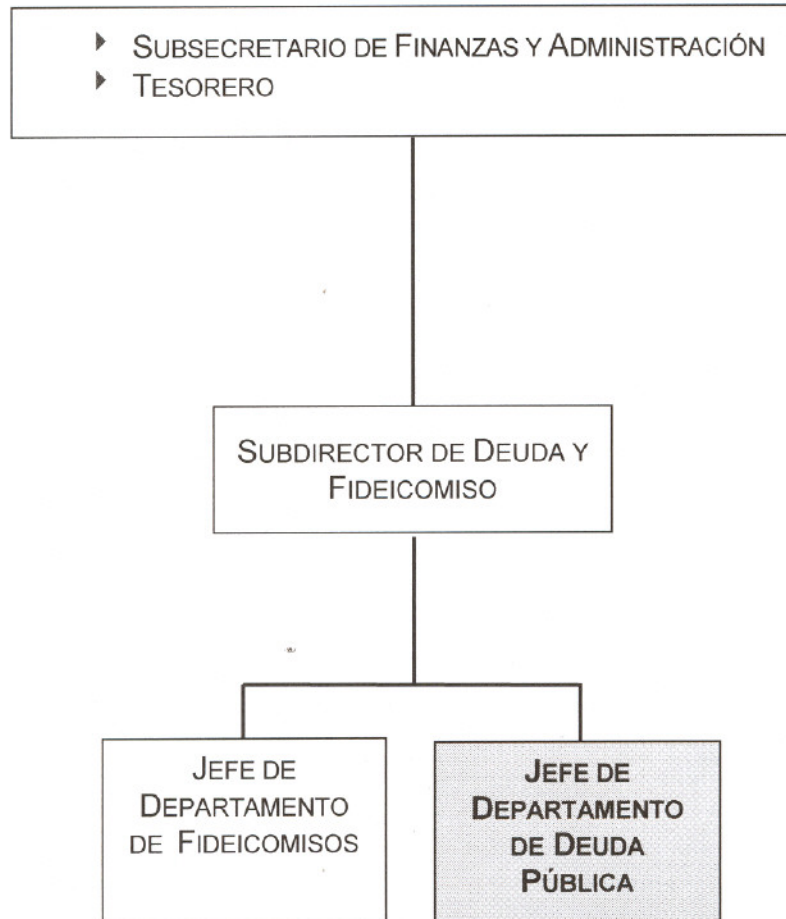 SUBSECRETARIO DE FINANZAS Y ADMINISTRACIÓN
TESORERO
SUBDIRECTOR DE DEUDA Y
FIDEICOMISO
JEFE DE
DEPARTAMENTO
DE FIDEICOMISOS
JEFE DE
DEPARTAMENTO
DE DEUDA
PÚBLICA